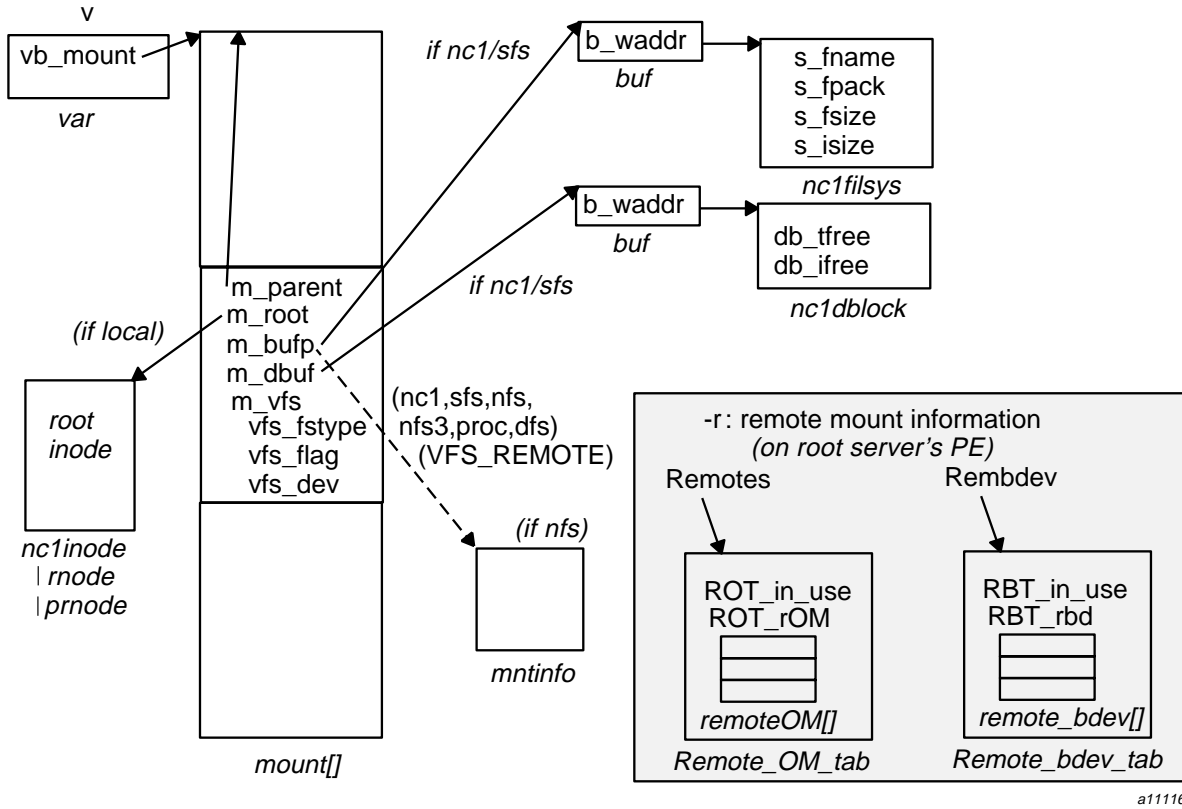 v
vb_mount
var
if nc1/sfs
b_waddr
buf
s_fname
s_fpack
s_fsize
s_isize
nc1filsys
if nc1/sfs
b_waddr
buf
db_tfree
db_ifree
nc1dblock
m_parent
m_root
m_bufp
m_dbuf
m_vfs
vfs_fstype
vfs_flag
vfs_dev
mount[]
(if local)
root
inode
nc1inode
| rnode
| prnode
(nc1,sfs,nfs,
nfs3,proc,dfs)
(VFS_REMOTE)
(if nfs)
mntinfo
-r: remote mount information
(on root server's PE)
Remotes
ROT_in_use
ROT_rOM
remoteOM[]
Remote_OM_tab
Rembdev
RBT_in_use
RBT_rbd
remote_bdev[]
Remote_bdev_tab
a11116